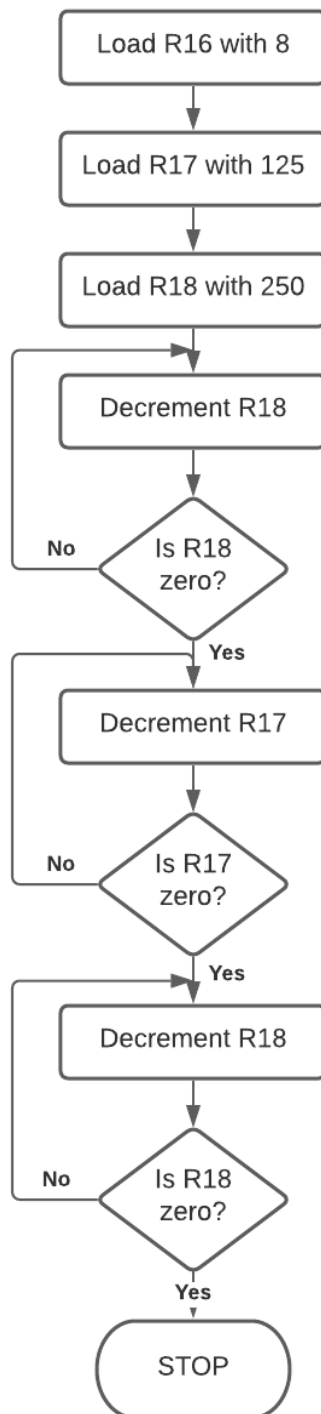 Load R16 with 8
Load R17 with 125
Load R18 with 250
Decrement R18
Is R18
zero?
No
Yes
Decrement R17
Is R17
zero?
No
Yes
Decrement R18
Is R18
zero?
No
Yes
STOP